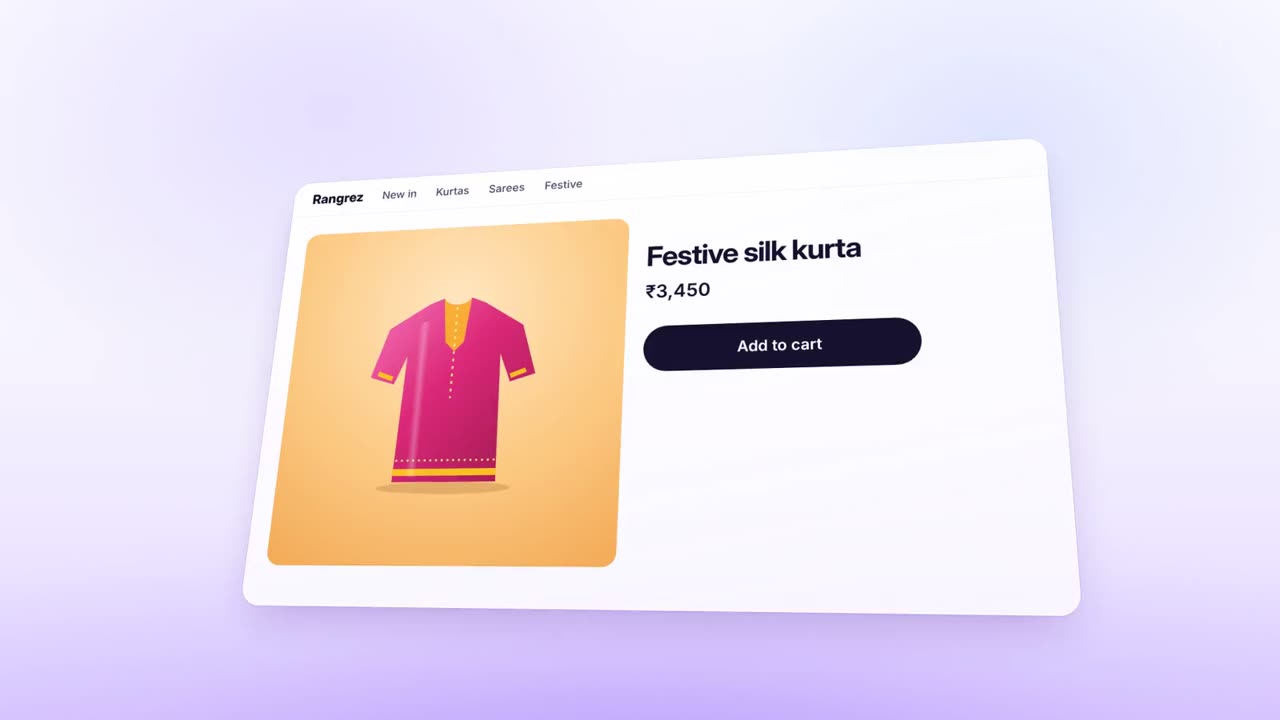 Rangrez New in Kurtas Sarees Festive
Festive silk kurta
₹3,450
Add to cart